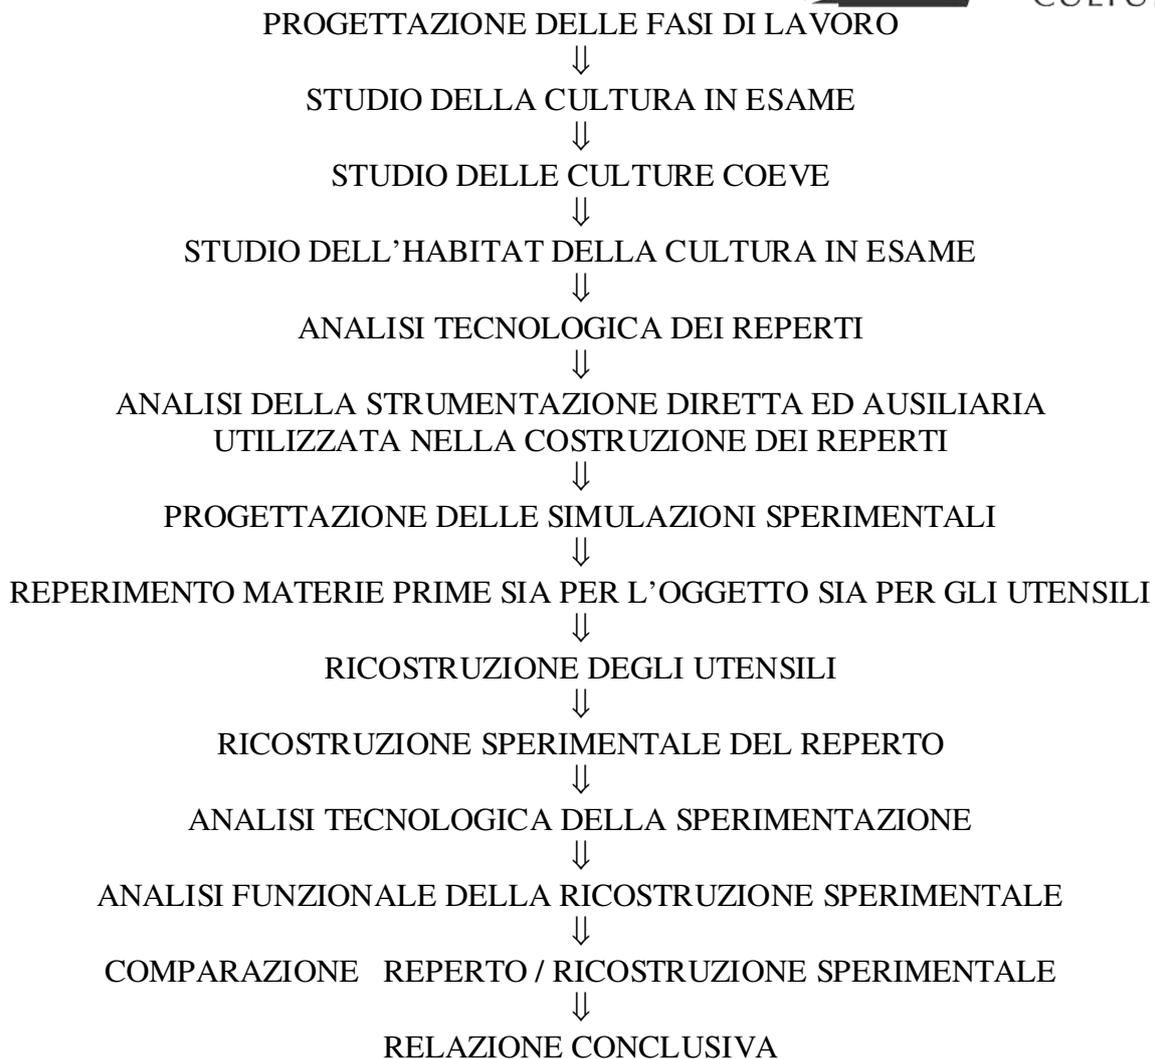 PROGETTAZIONE DELLE FASI DI LAVORO
⇓
STUDIO DELLA CULTURA IN ESAME
⇓
STUDIO DELLE CULTURE COEVE
⇓
STUDIO DELL’HABITAT DELLA CULTURA IN ESAME
⇓
ANALISI TECNOLOGICA DEI REPERTI
⇓
ANALISI DELLA STRUMENTAZIONE DIRETTA ED AUSILIARIA
UTILIZZATA NELLA COSTRUZIONE DEI REPERTI
⇓
PROGETTAZIONE DELLE SIMULAZIONI SPERIMENTALI
⇓
REPERIMENTO MATERIE PRIME SIA PER L’OGGETTO SIA PER GLI UTENSILI
⇓
RICOSTRUZIONE DEGLI UTENSILI
⇓
RICOSTRUZIONE SPERIMENTALE DEL REPERTO
⇓
ANALISI TECNOLOGICA DELLA SPERIMENTAZIONE
⇓
ANALISI FUNZIONALE DELLA RICOSTRUZIONE SPERIMENTALE
⇓
COMPARAZIONE REPERTO / RICOSTRUZIONE SPERIMENTALE
⇓
RELAZIONE CONCLUSIVA